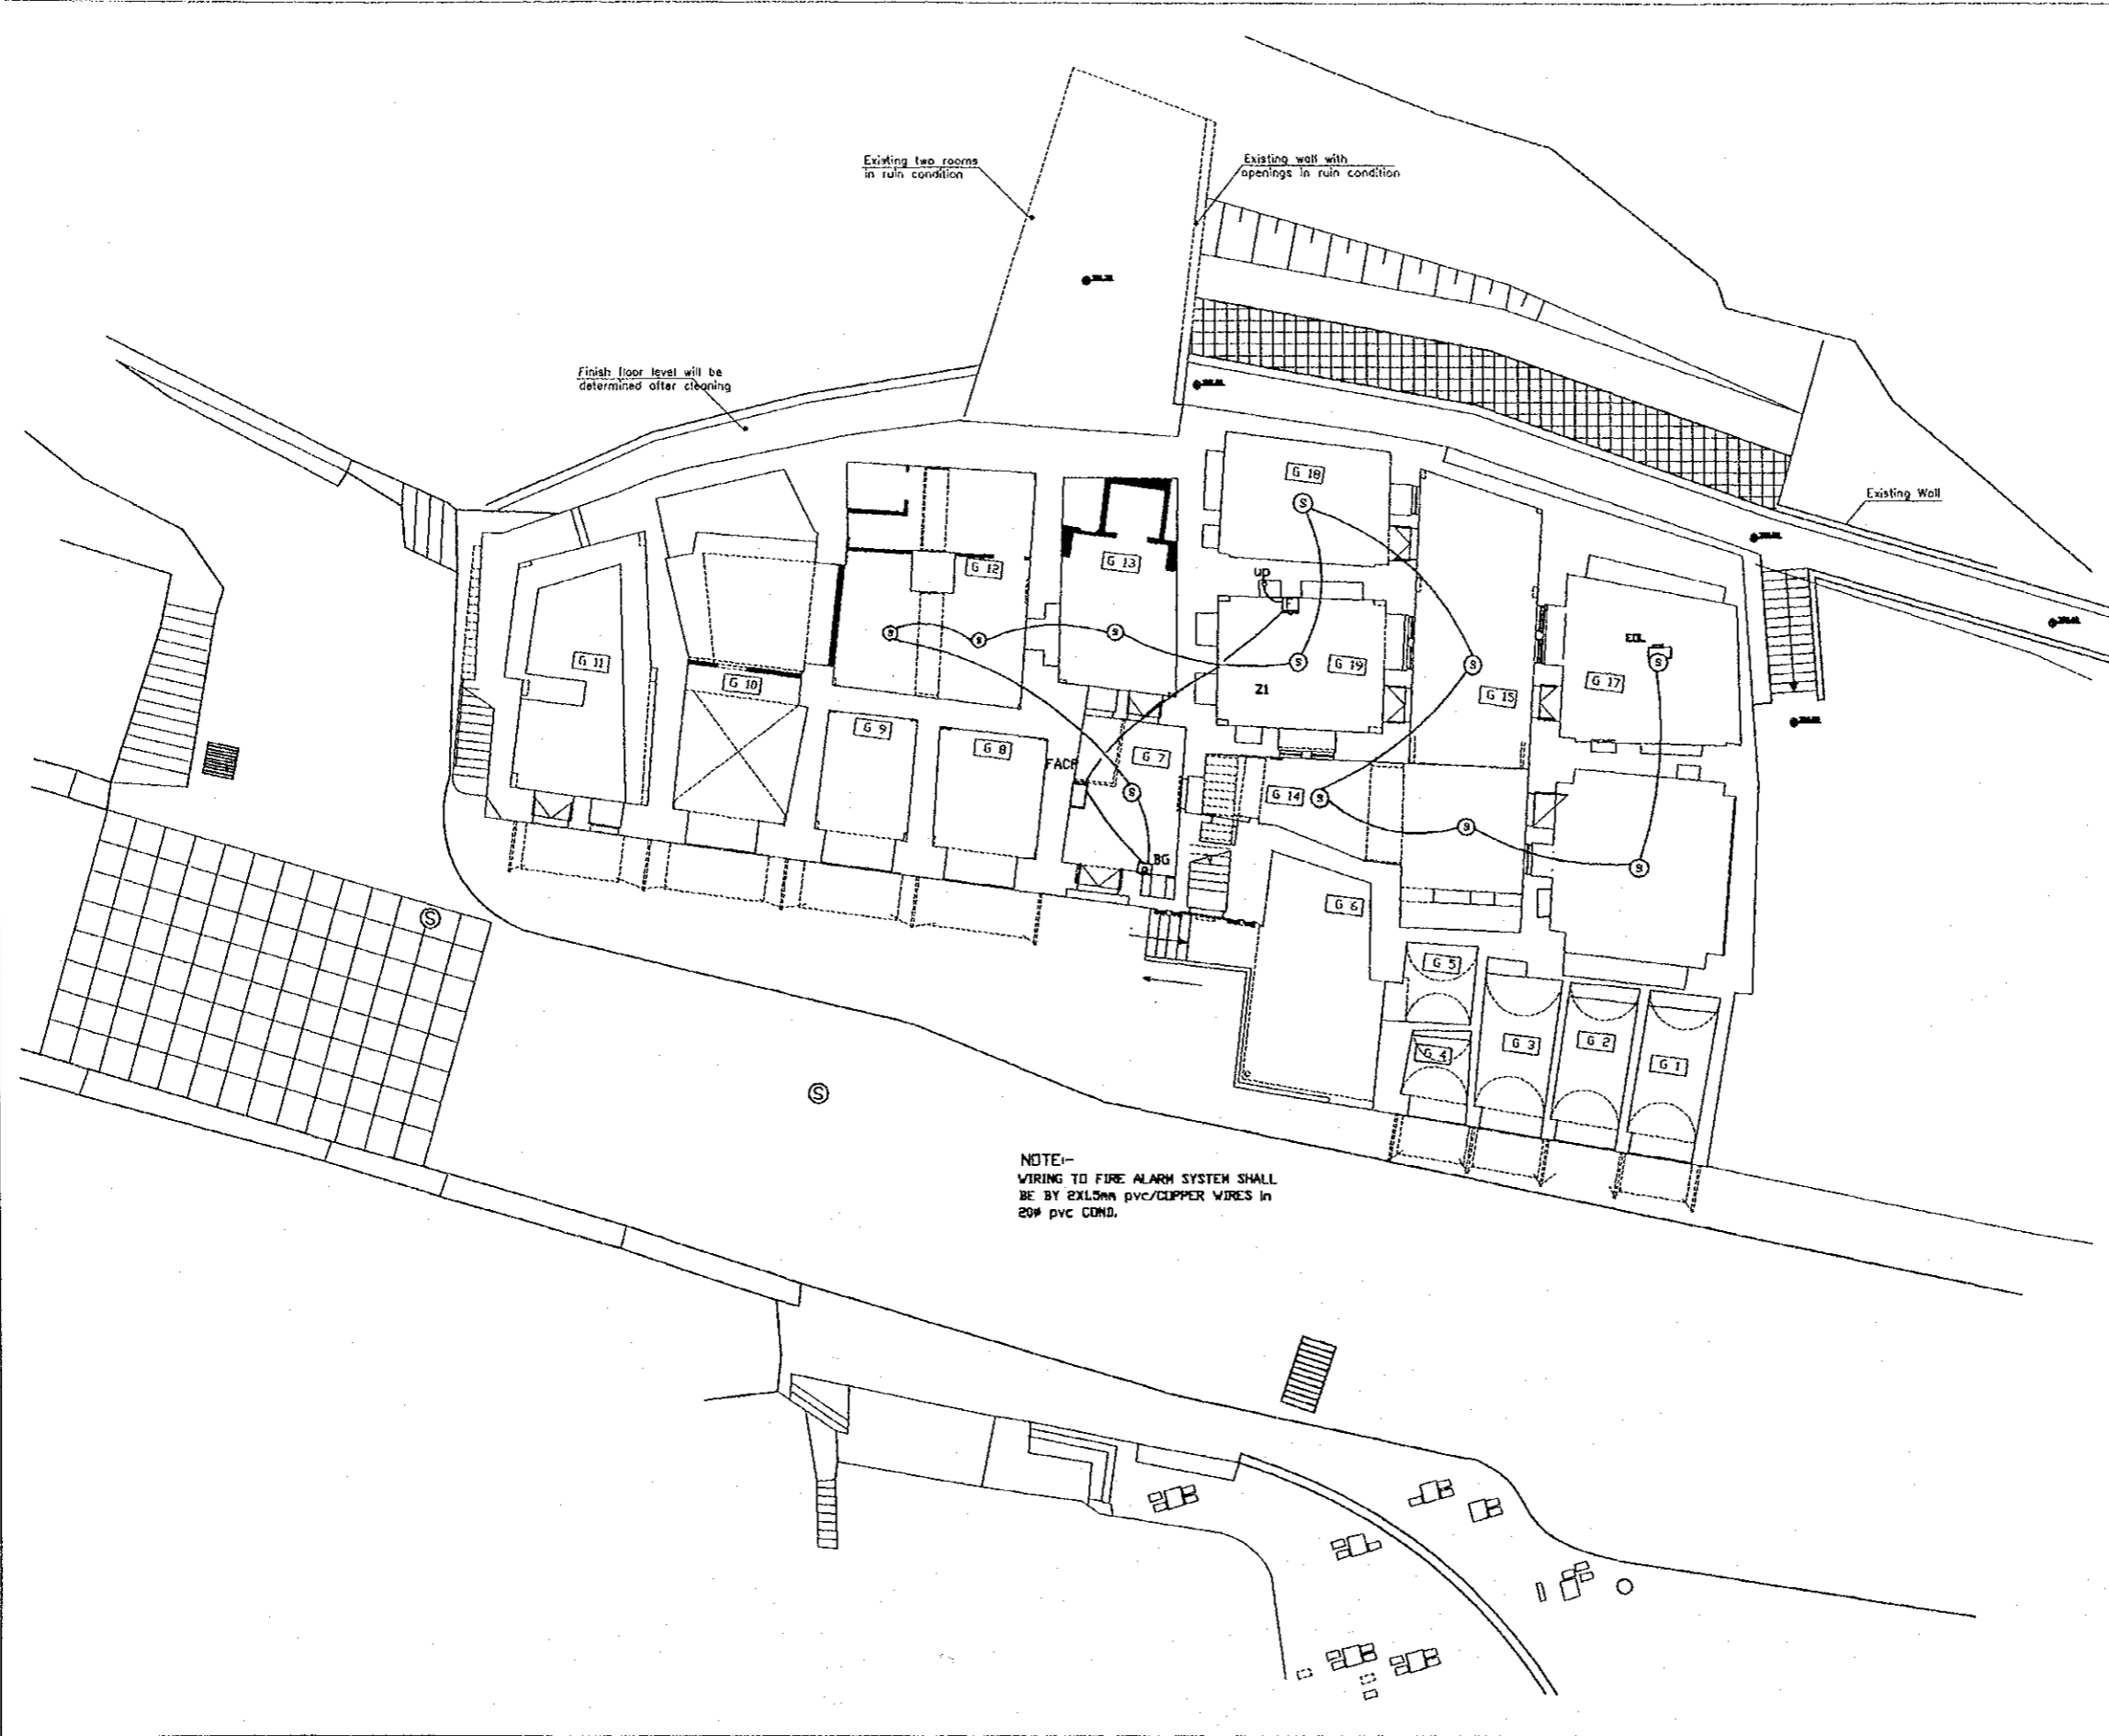 Existing two rooms
in ruin condition
Existing wall with
openings in ruin condition
Finish floor level will be
determined after cleaning
Existing Wall
G 18
G 12
G 13
UP
F
EOL
G 11
G 10
G 19
Z1
G 15
G 17
G 9
G 8
G 7
FACP
G 14
BG
G 6
G 5
G 4
G 3
G 2
G 1
S
S
S
S
S
S
S
S
S
S
S
S
S
S
NOTE:-
WIRING TO FIRE ALARM SYSTEM SHALL
BE BY 2X1.5mm pvc/COPPER WIRES in
20ø pvc COND.